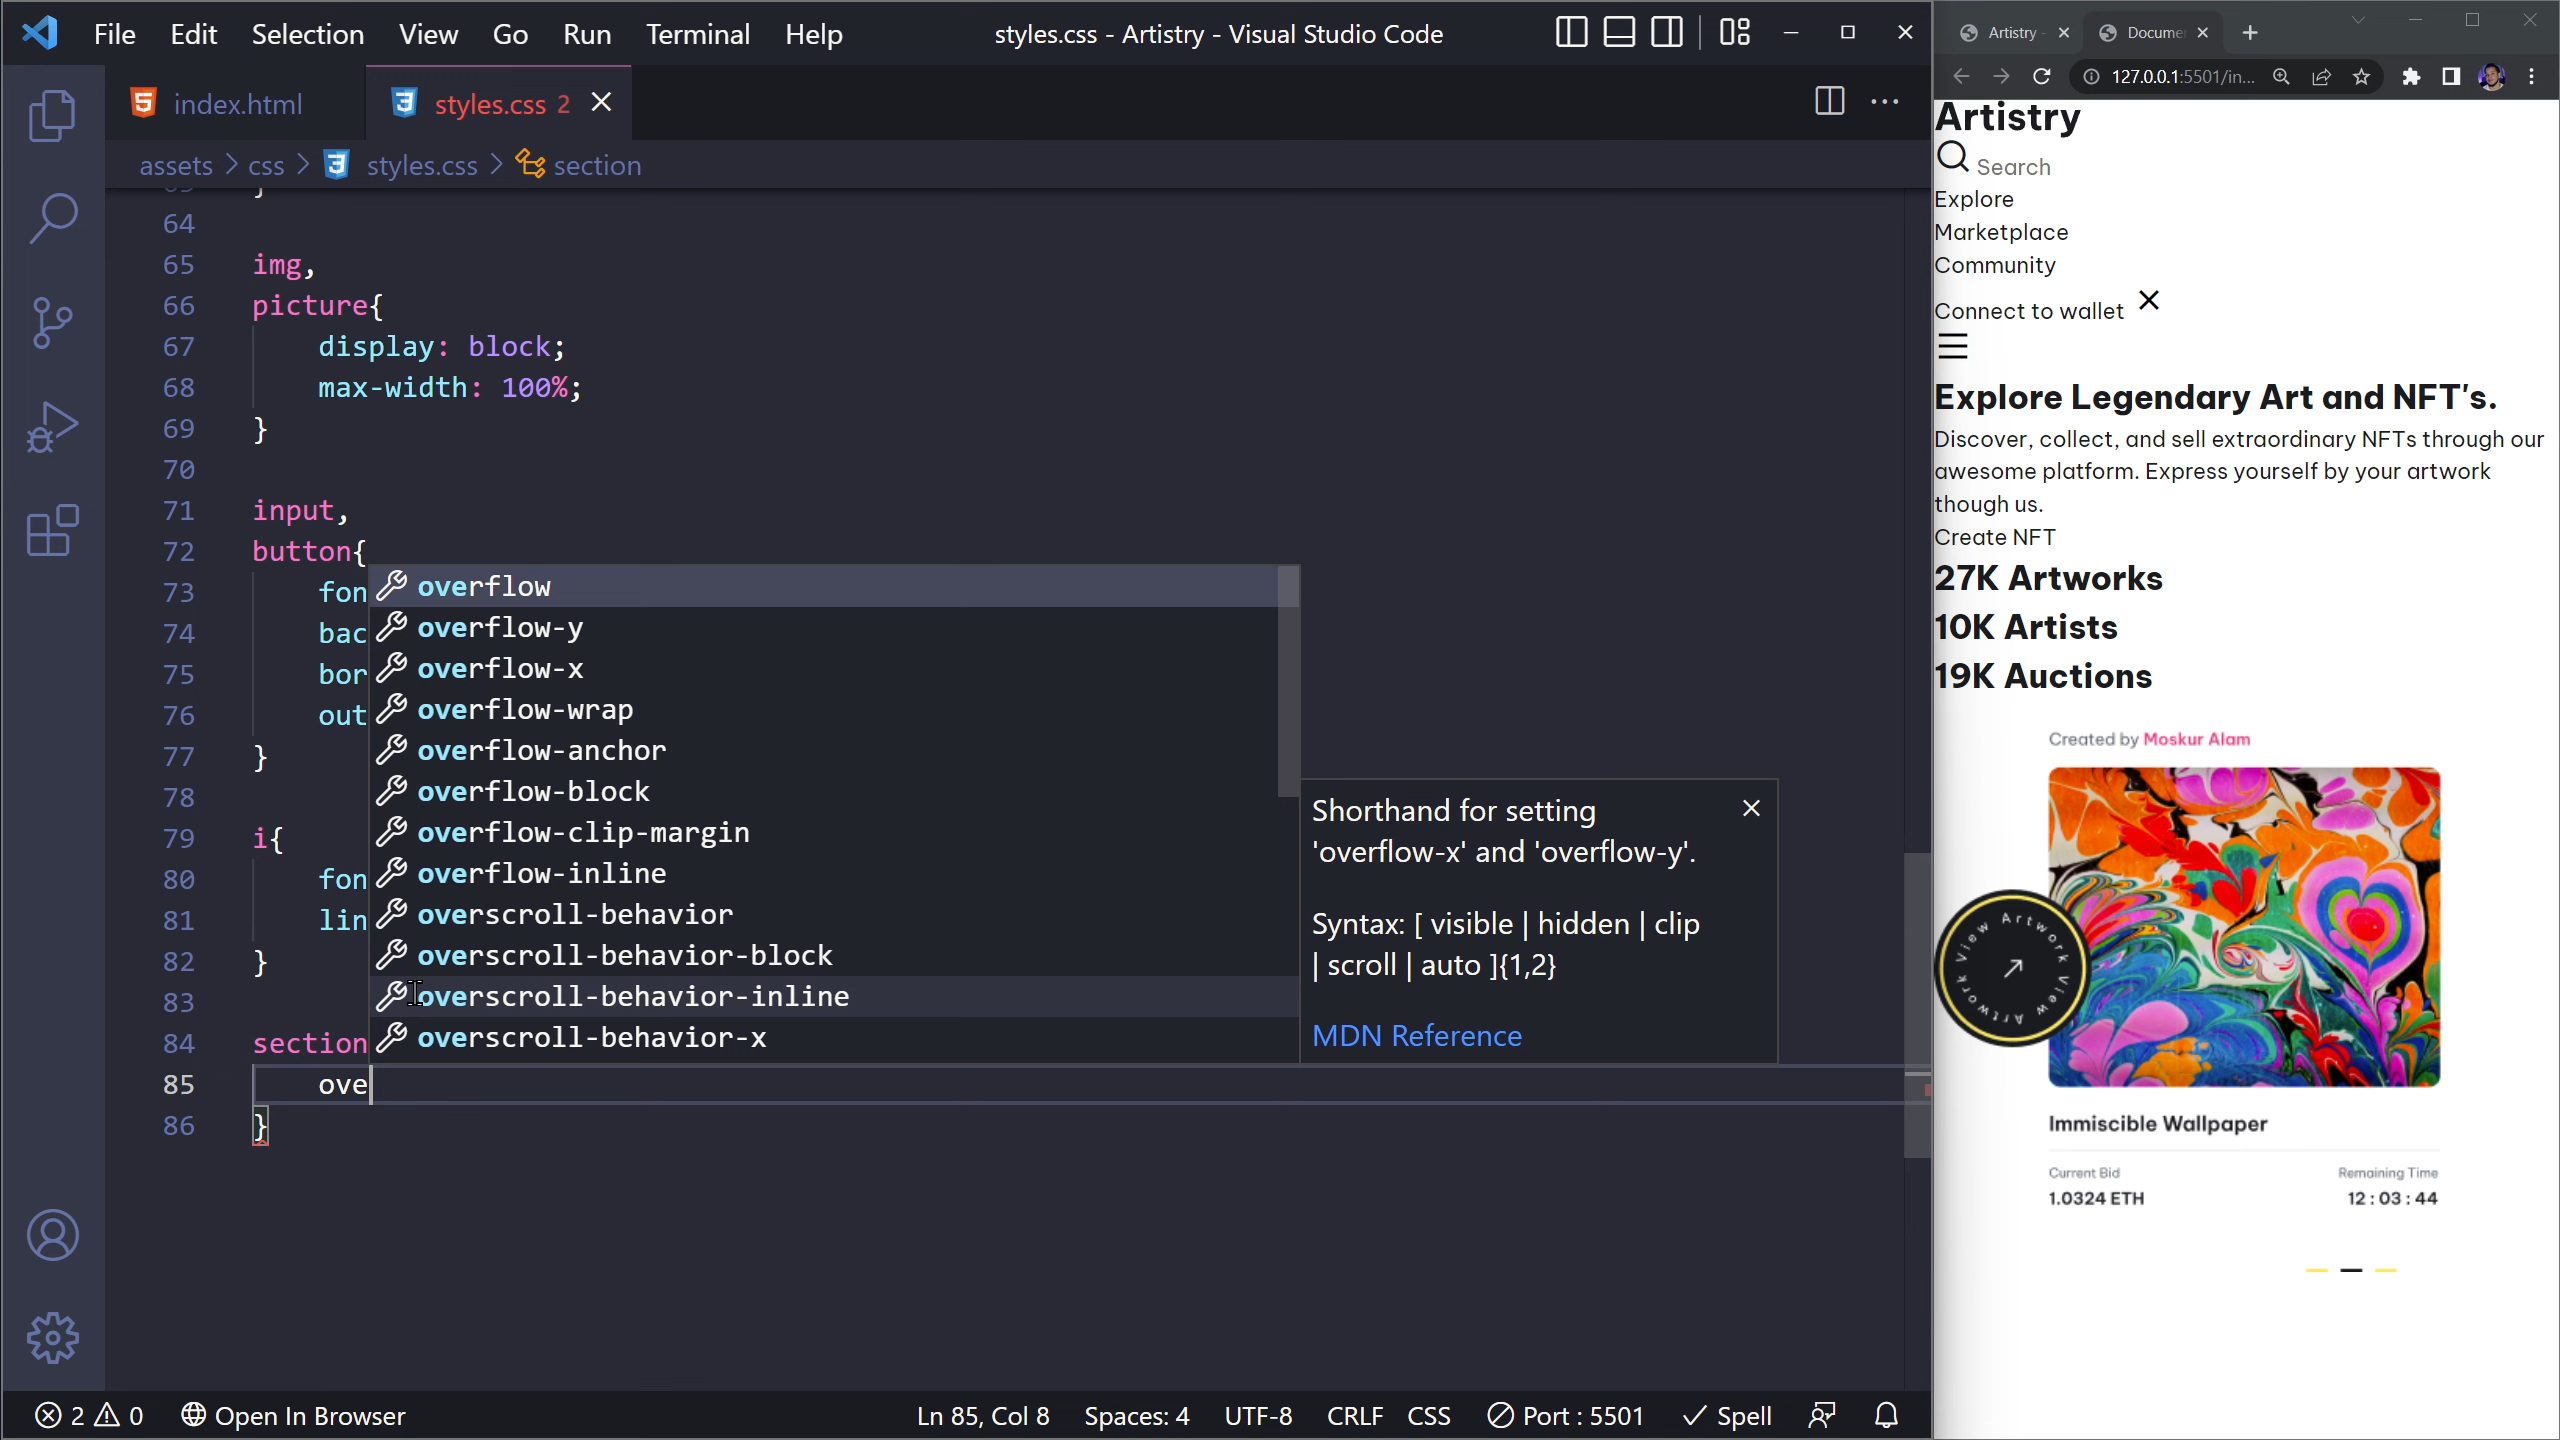 File Edit Selection View Go Run Terminal Help
styles.css - Artistry - Visual Studio Code
index.html
styles.css 2
assets > css > styles.css > section
64
65 img,
66 picture{
67 display: block;
68 max-width: 100%;
69 }
70
71 input,
72 button{
73 fon
74 bac
75 bor
76 out
77 }
78
79 i{
80 fon
81 lin
82 }
83
84 section
85 ove
86 }
overflow
overflow-y
overflow-x
overflow-wrap
overflow-anchor
overflow-block
overflow-clip-margin
overflow-inline
overscroll-behavior
overscroll-behavior-block
overscroll-behavior-inline
overscroll-behavior-x
Shorthand for setting
'overflow-x' and 'overflow-y'.
Syntax: [ visible | hidden | clip
| scroll | auto ]{1,2}
MDN Reference
2 0 Open In Browser
Ln 85, Col 8 Spaces: 4 UTF-8 CRLF CSS Port : 5501 Spell
Artistry -
Docume
127.0.0.1:5501/in...
Artistry
Search
Explore
Marketplace
Community
Connect to wallet
Explore Legendary Art and NFT's.
Discover, collect, and sell extraordinary NFTs through our
awesome platform. Express yourself by your artwork
though us.
Create NFT
27K Artworks
10K Artists
19K Auctions
Created by Moskur Alam
View Artwork View Artwork
Immiscible Wallpaper
Current Bid Remaining Time
1.0324 ETH 12 : 03 : 44